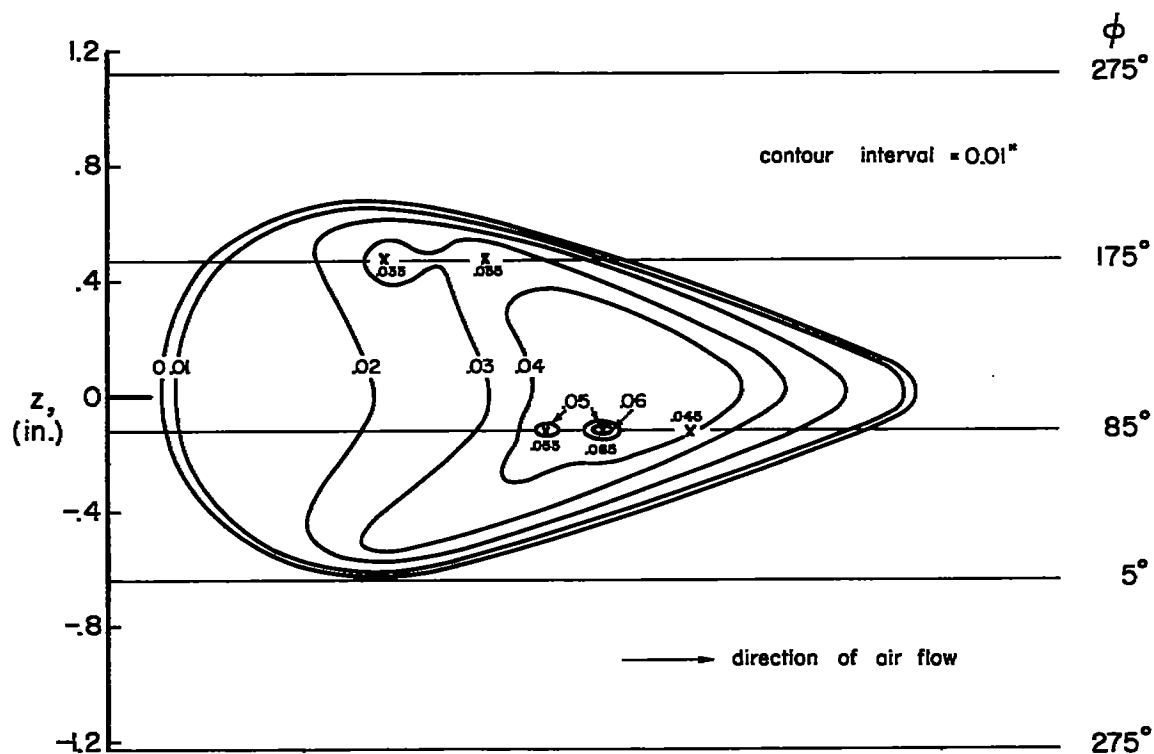 φ
1.2
275°
contour interval = 0.01"
.8
175°
.035 .035
.4
0.01 .02 .03 .04
0
z,
(in.)
.05 .06 .045
85°
.055 .065
-.4
5°
-.8
direction of air flow
-1.2
275°